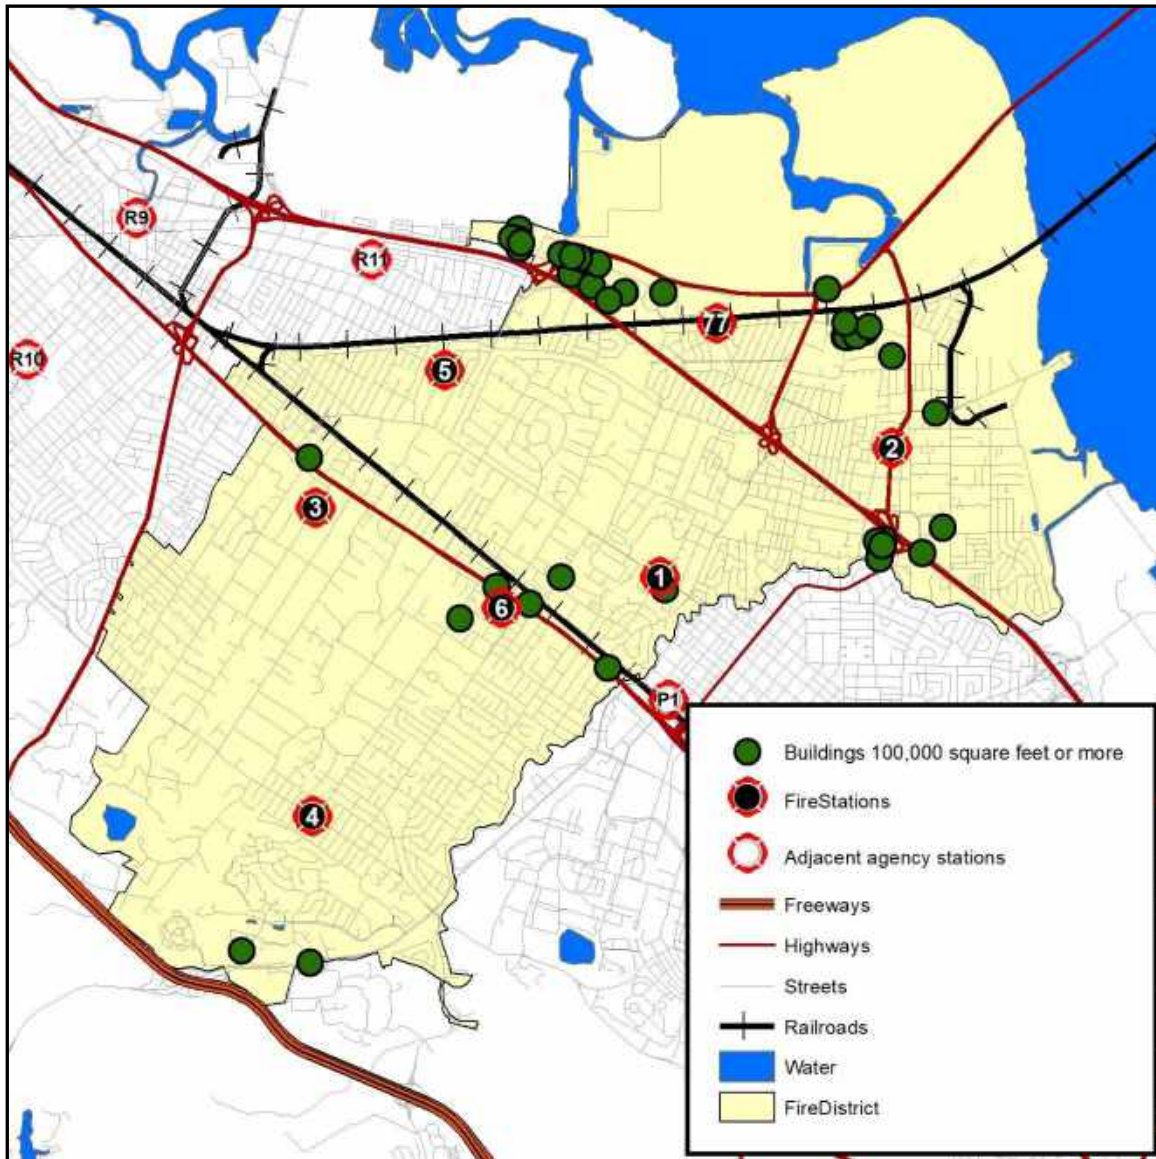 R9
R11
77
R10
5
2
3
1
6
P1
4
Buildings 100,000 square feet or more
FireStations
Adjacent agency stations
Freeways
Highways
Streets
Railroads
Water
FireDistrict